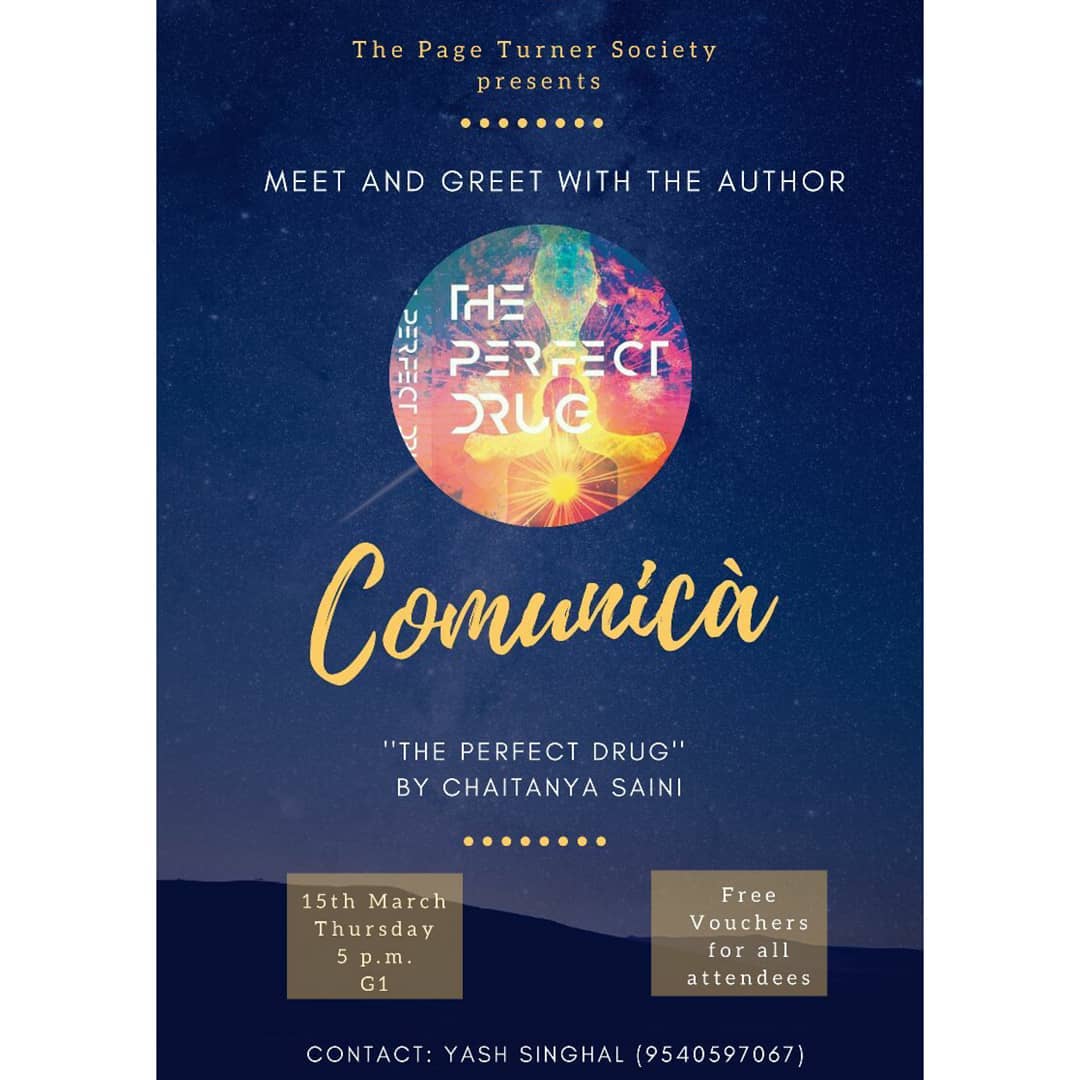 The Page Turner Society
presents
MEET AND GREET WITH THE AUTHOR
THE
PERFECT
DRUG
PERFECT
Comunicà
''THE PERFECT DRUG''
BY CHAITANYA SAINI
15th March
Thursday
5 p.m.
G1
Free
Vouchers
for all
attendees
CONTACT: YASH SINGHAL (9540597067)